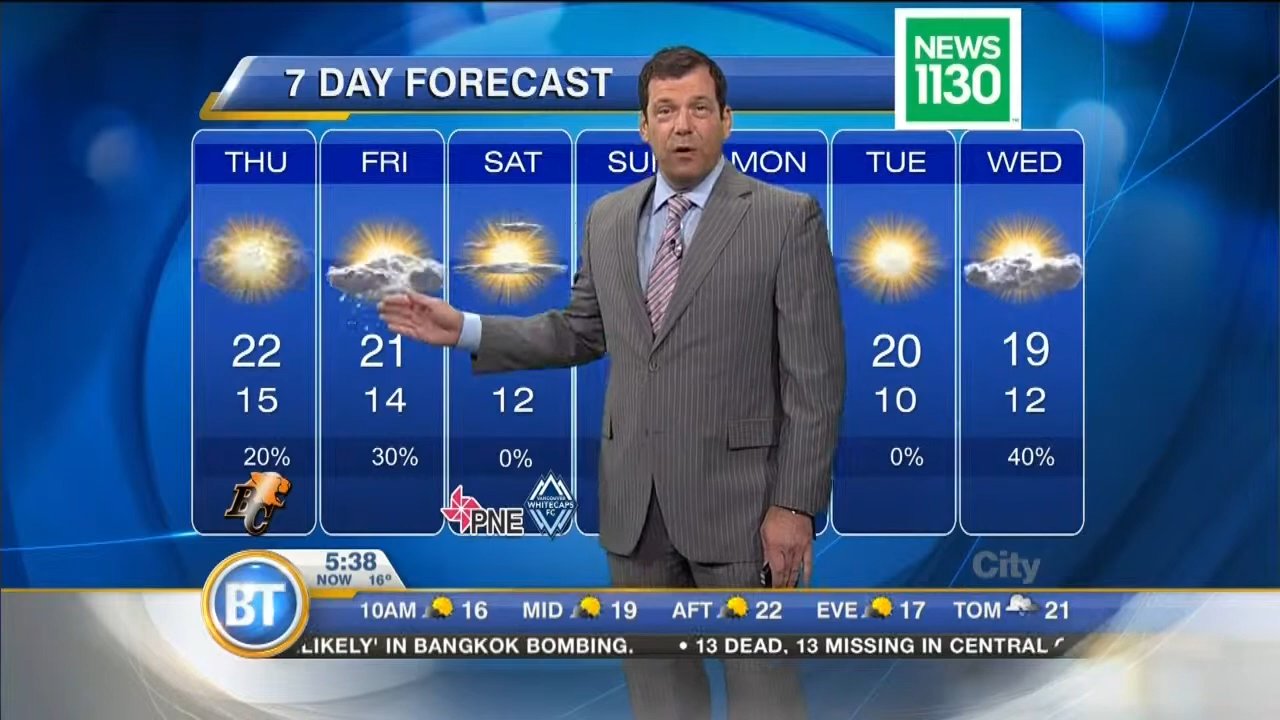 NEWS
1130
7 DAY FORECAST
THU FRI SAT MON TUE WED
22 21 20 19
15 14 12 10 12
20% 30% 0% 0% 40%
BC
PNE
VANCOUVER
WHITECAPS
FC
City
5:38
NOW 16°
BT
10AM 16 MID 19 AFT 22 EVE 17 TOM 21
LIKELY' IN BANGKOK BOMBING. • 13 DEAD, 13 MISSING IN CENTRAL